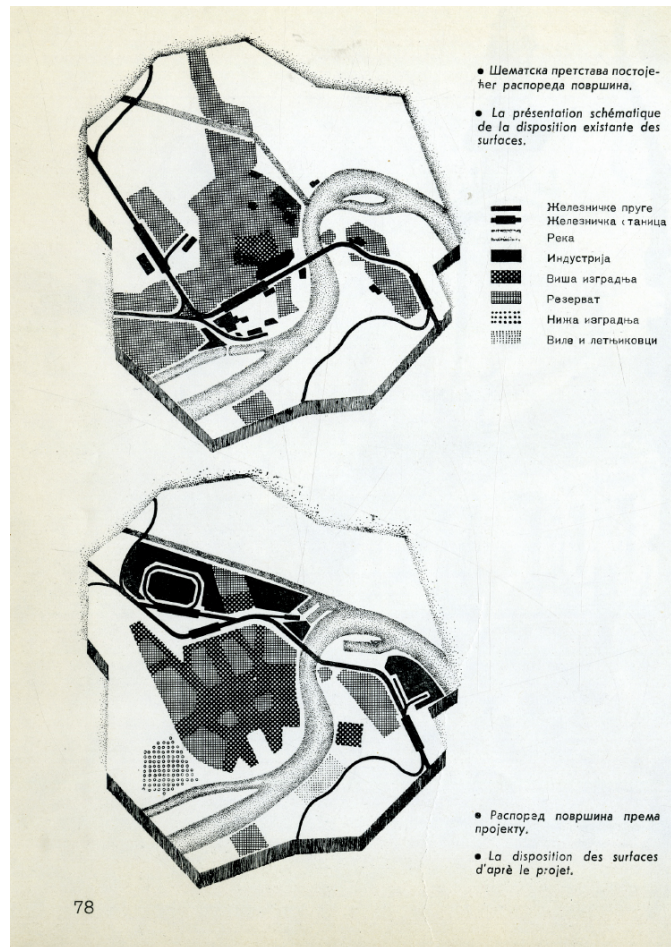 • Шематска претстава постоје-
ћег распореда површина.
• La présentation schématique
de la disposition existante des
surfaces.
Железничке пруге
Железничка станица
Река
Индустрија
Виша изградња
Резерват
Нижа изградња
Виле и летњиковци
• Распоред површина према
пројекту.
• La disposition des surfaces
d'aprè le projet.
78